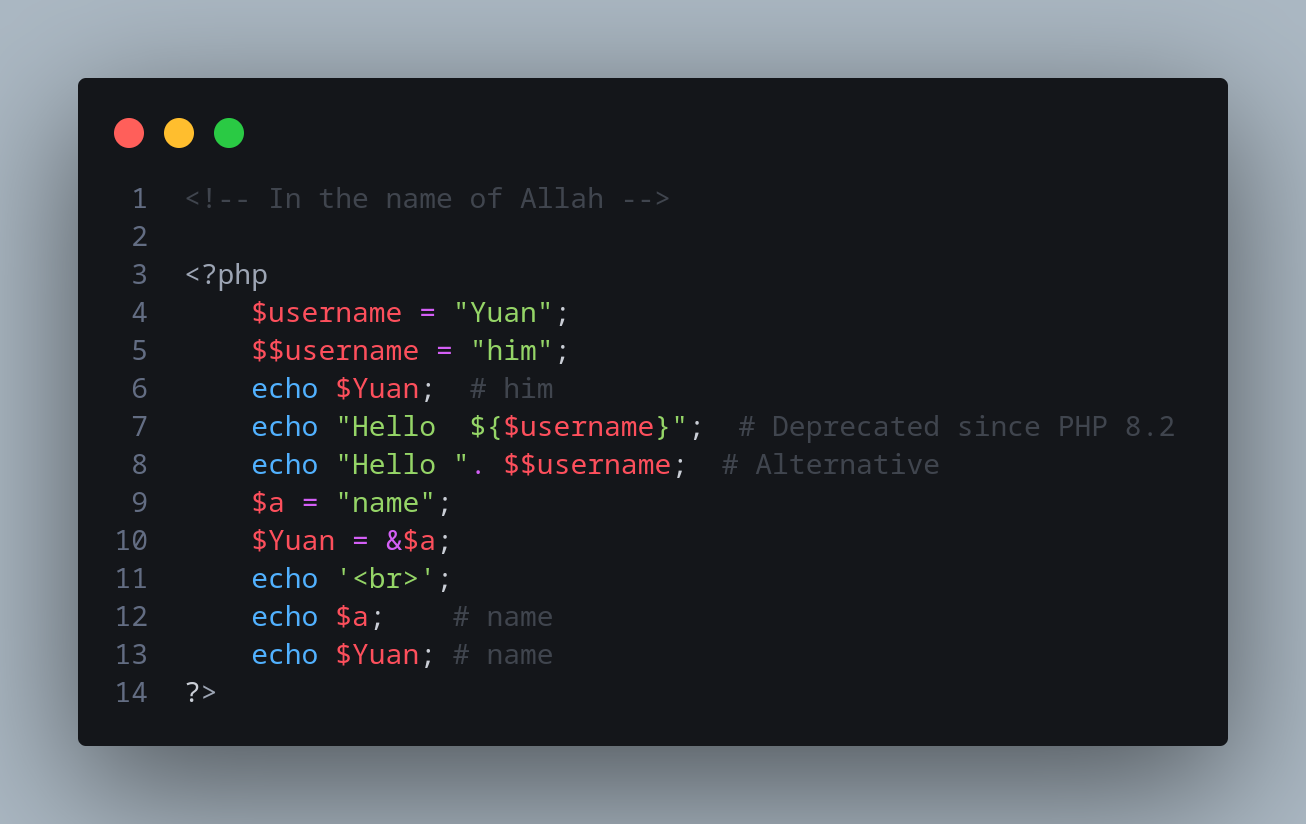 1 <!-- In the name of Allah -->
2
3 <?php
4     $username = "Yuan";
5     $$username = "him";
6     echo $Yuan;  # him
7     echo "Hello  ${$username}";  # Deprecated since PHP 8.2
8     echo "Hello ". $$username;  # Alternative
9     $a = "name";
10     $Yuan = &$a;
11     echo '<br>';
12     echo $a;    # name
13     echo $Yuan; # name
14 ?>